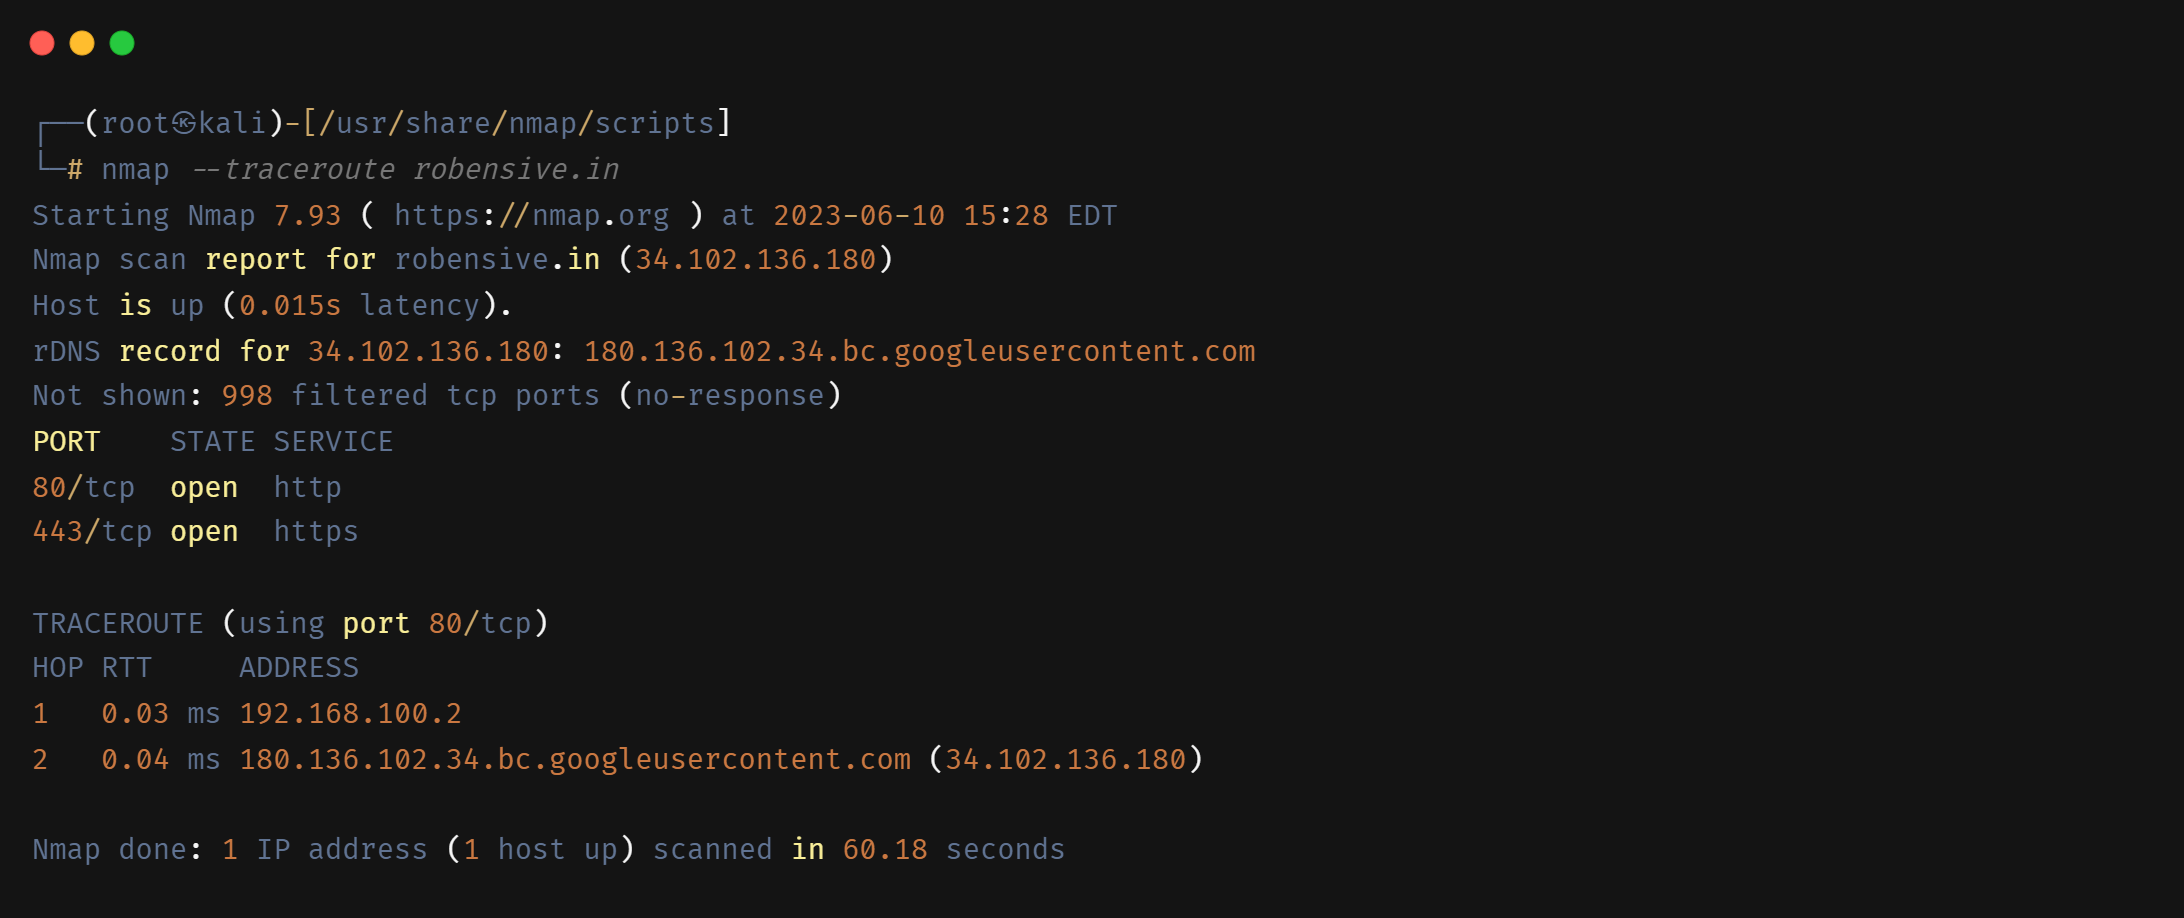 ┌──(root㉿kali)-[/usr/share/nmap/scripts]
└─# nmap --traceroute robensive.in
Starting Nmap 7.93 ( https://nmap.org ) at 2023-06-10 15:28 EDT
Nmap scan report for robensive.in (34.102.136.180)
Host is up (0.015s latency).
rDNS record for 34.102.136.180: 180.136.102.34.bc.googleusercontent.com
Not shown: 998 filtered tcp ports (no-response)
PORT    STATE SERVICE
80/tcp  open  http
443/tcp open  https
TRACEROUTE (using port 80/tcp)
HOP RTT     ADDRESS
1   0.03 ms 192.168.100.2
2   0.04 ms 180.136.102.34.bc.googleusercontent.com (34.102.136.180)
Nmap done: 1 IP address (1 host up) scanned in 60.18 seconds